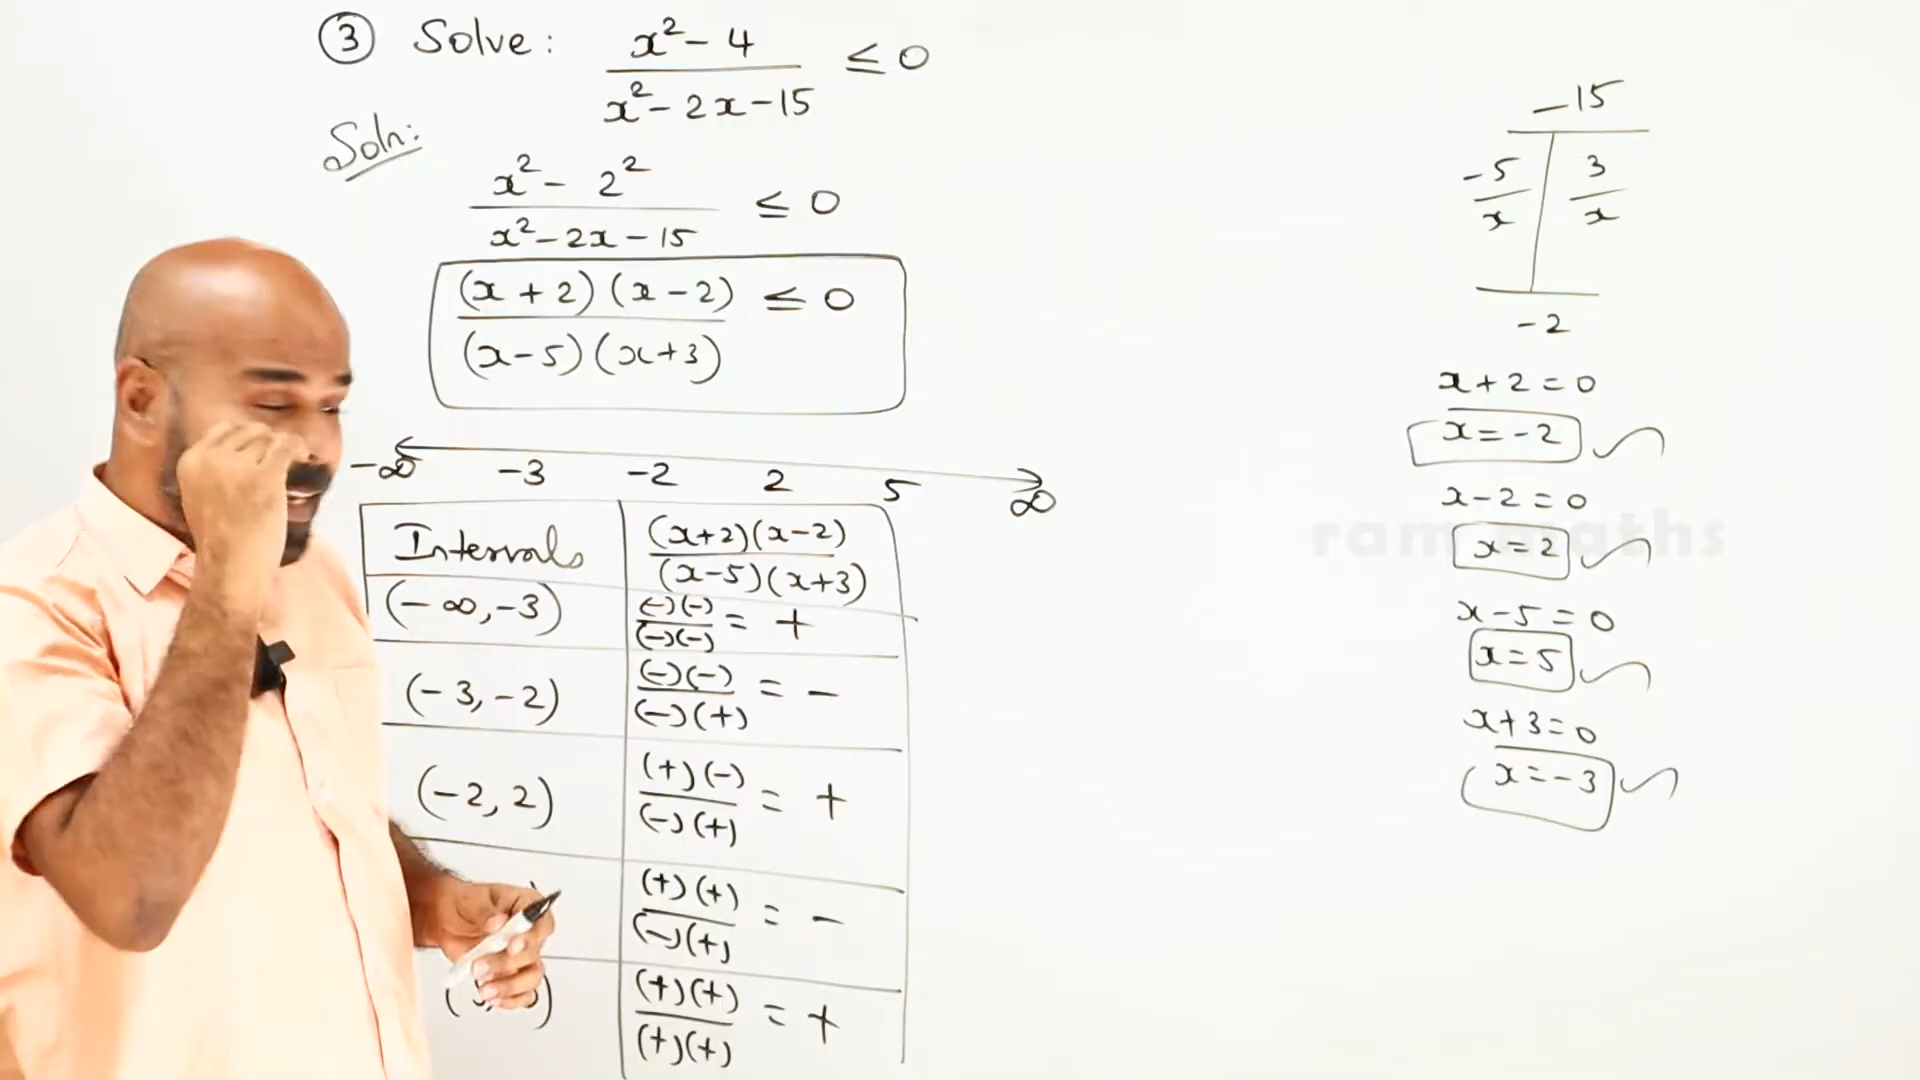 ③ Solve: x² - 4 / x² - 2x - 15 ≤ 0
Soln:
x² - 2² / x² - 2x - 15 ≤ 0
(x + 2) (x - 2) / (x - 5) (x + 3) ≤ 0
-∞ -3 -2 2 5 ∞
Intervals (x+2)(x-2) / (x-5)(x+3)
(-∞, -3) (-)(-) / (-)(-) = +
(-3, -2) (-)(-) / (-)(+) = -
(-2, 2) (+)(-) / (-)(+) = +
(+)(+) / (-)(+) = -
(+)(+) / (+)(+) = +
-15
-5/x 3/x
-2
x + 2 = 0
x = -2
x - 2 = 0
x = 2
x - 5 = 0
x = 5
x + 3 = 0
x = -3
ram maths